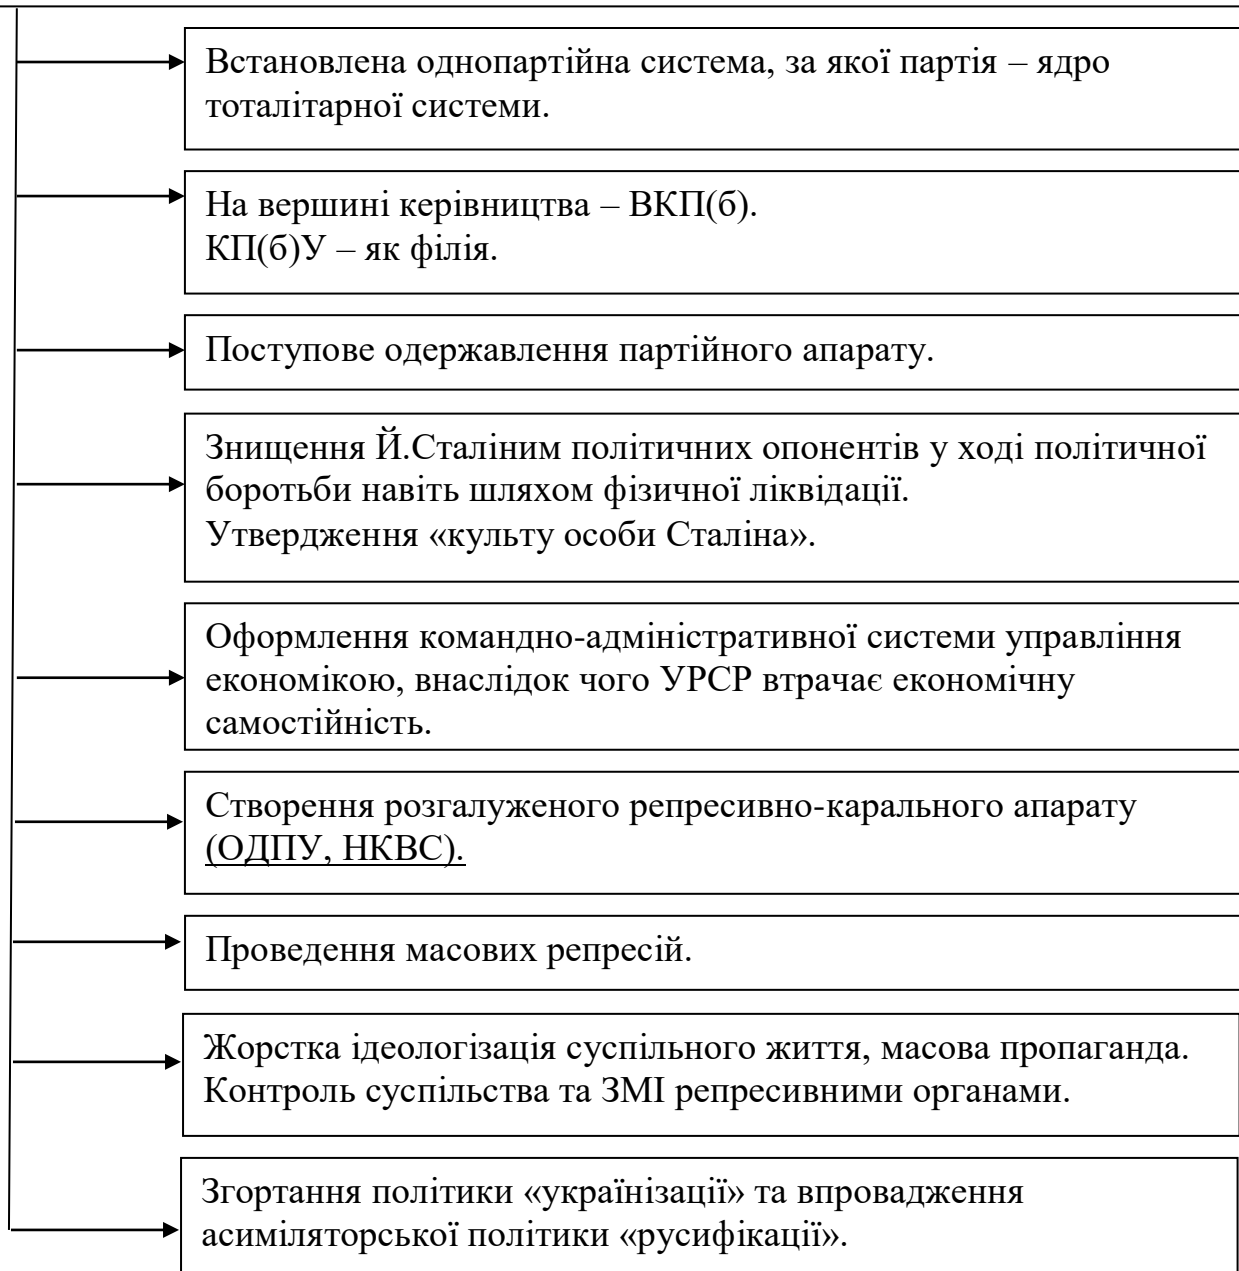 Встановлена однопартійна система, за якої партія – ядро
тоталітарної системи.
На вершині керівництва – ВКП(б).
КП(б)У – як філія.
Поступове одержавлення партійного апарату.
Знищення Й.Сталіним політичних опонентів у ході політичної
боротьби навіть шляхом фізичної ліквідації.
Утвердження «культу особи Сталіна».
Оформлення командно-адміністративної системи управління
економікою, внаслідок чого УРСР втрачає економічну
самостійність.
Створення розгалуженого репресивно-карального апарату
(ОДПУ, НКВС).
Проведення масових репресій.
Жорстка ідеологізація суспільного життя, масова пропаганда.
Контроль суспільства та ЗМІ репресивними органами.
Згортання політики «українізації» та впровадження
асиміляторської політики «русифікації».